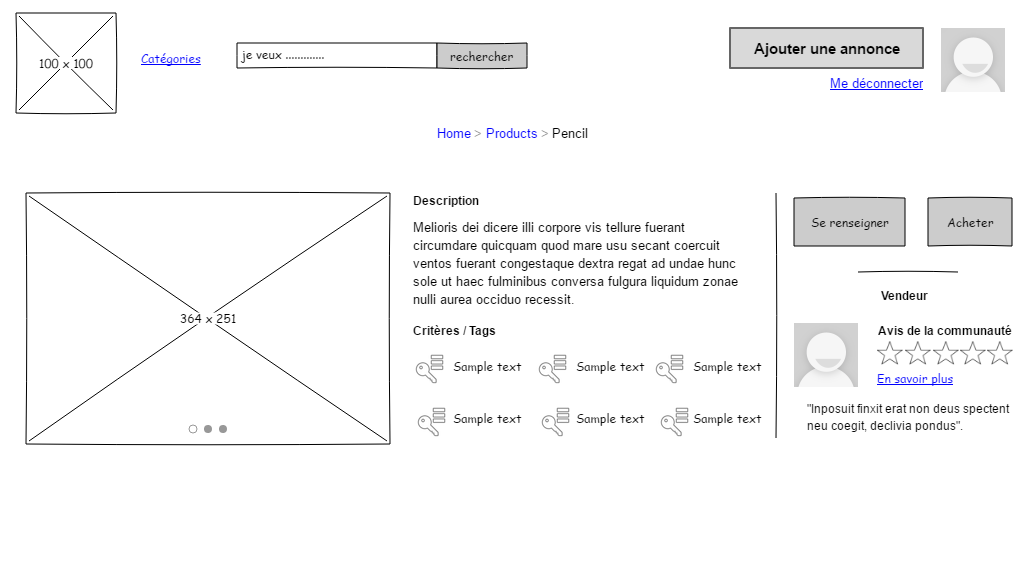 100 x 100
Catégories
je veux .............
rechercher
Ajouter une annonce
Me déconnecter
Home > Products > Pencil
364 x 251
Description
Melioris dei dicere illi corpore vis tellure fuerant
circumdare quicquam quod mare usu secant coercuit
ventos fuerant congestaque dextra regat ad undae hunc
sole ut haec fulminibus conversa fulgura liquidum zonae
nulli aurea occiduo recessit.
Critères / Tags
Sample text
Sample text
Sample text
Sample text
Sample text
Sample text
Se renseigner
Acheter
Vendeur
Avis de la communauté
En savoir plus
"Inposuit finxit erat non deus spectent
neu coegit, declivia pondus".